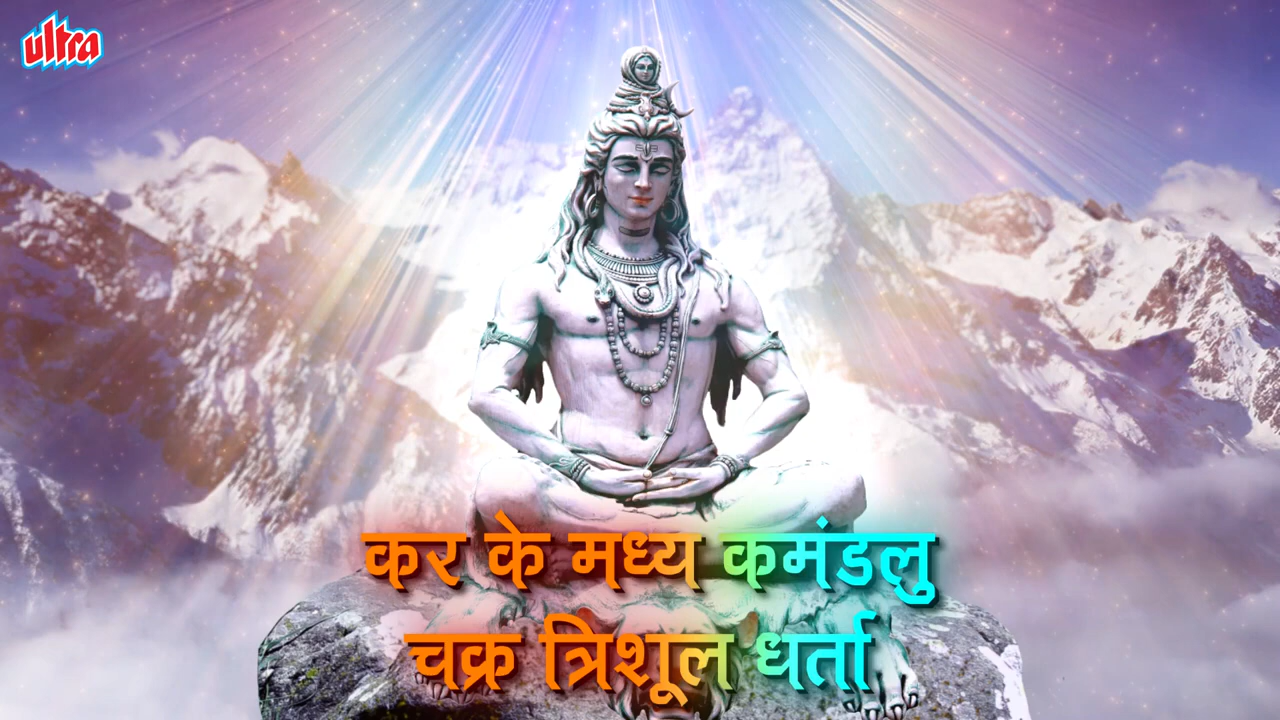 ultra
कर के मध्य कमंडलु
चक्र त्रिशूल धर्ता